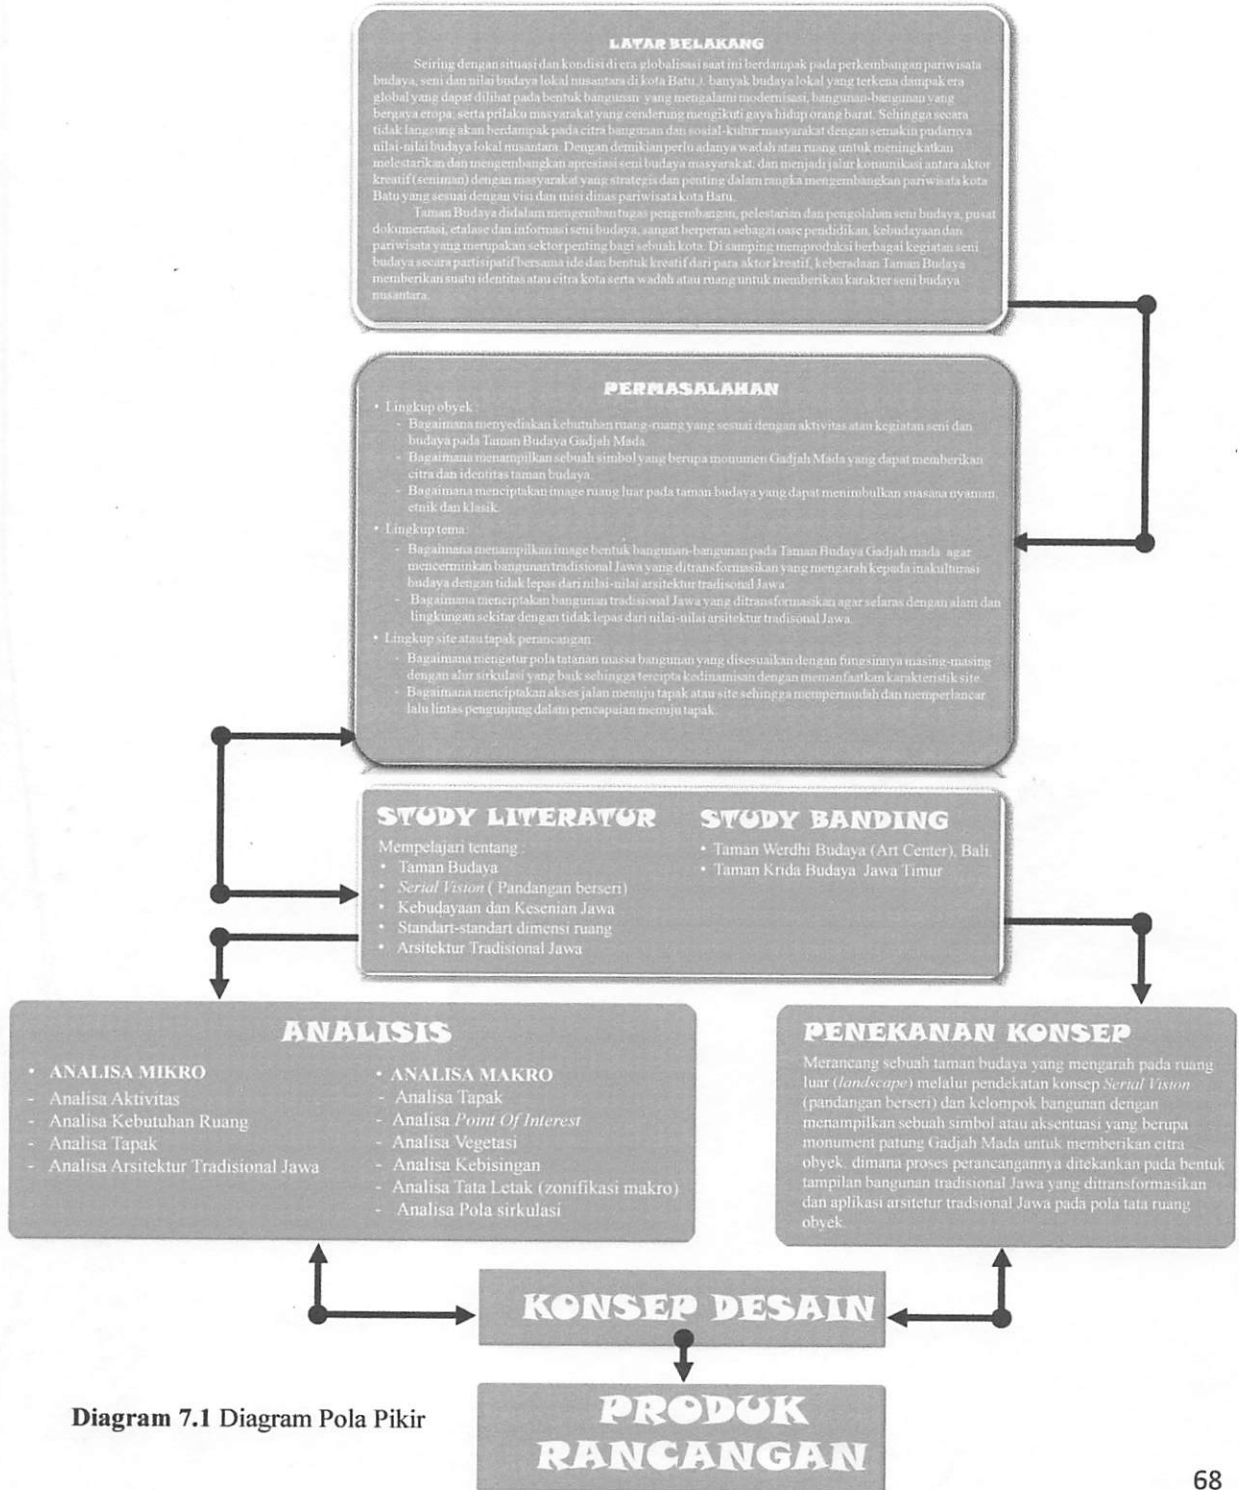 LATAR BELAKANG
Seiring dengan situasi dan kondisi di era globalisasi saat ini berdampak pada perkembangan pariwisata
budaya, seni dan nilai budaya lokal nusantara di kota Batu.). banyak budaya lokal yang terkena dampak era
global yang dapat dilihat pada bentuk bangunan yang mengalami modernisasi, bangunan-bangunan yang
bergaya eropa, serta prilaku masyarakat yang cenderung mengikuti gaya hidup orang barat. Sehingga secara
tidak langsung akan berdampak pada citra bangunan dan sosial-kultur masyarakat dengan semakin pudarnya
nilai-nilai budaya lokal nusantara. Dengan demikian perlu adanya wadah atau ruang untuk meningkatkan
melestarikan dan mengembangkan apresiasi seni budaya masyarakat, dan menjadi jalur komunikasi antara aktor
kreatif (seniman) dengan masyarakat yang strategis dan penting dalam rangka mengembangkan pariwisata kota
Batu yang sesuai dengan visi dan misi dinas pariwisata kota Batu.
Taman Budaya didalam mengemban tugas pengembangan, pelestarian dan pengolahan seni budaya, pusat
dokumentasi, etalase dan informasi seni budaya, sangat berperan sebagai oase pendidikan, kebudayaan dan
pariwisata yang merupakan sektor penting bagi sebuah kota. Di samping memproduksi berbagai kegiatan seni
budaya secara partisipatif bersama ide dan bentuk kreatif dari para aktor kreatif, keberadaan Taman Budaya
memberikan suatu identitas atau citra kota serta wadah atau ruang untuk memberikan karakter seni budaya
nusantara.
PERMASALAHAN
• Lingkup obyek :
- Bagaimana menyediakan kebutuhan ruang-ruang yang sesuai dengan aktivitas atau kegiatan seni dan
budaya pada Taman Budaya Gadjah Mada.
- Bagaimana menampilkan sebuah simbol yang berupa monumen Gadjah Mada yang dapat memberikan
citra dan identitas taman budaya.
- Bagaimana menciptakan image ruang luar pada taman budaya yang dapat menimbulkan suasana nyaman,
etnik dan klasik.
• Lingkup tema:
- Bagaimana menampilkan image bentuk bangunan-bangunan pada Taman Budaya Gadjah mada agar
mencerminkan bangunan tradisional Jawa yang ditransformasikan yang mengarah kepada inakulturasi
budaya dengan tidak lepas dari nilai-nilai arsitektur tradisonal Jawa.
- Bagaimana menciptakan bangunan tradisional Jawa yang ditransformasikan agar selaras dengan alam dan
lingkungan sekitar dengan tidak lepas dari nilai-nilai arsitektur tradisonal Jawa.
• Lingkup site atau tapak perancangan:
- Bagaimana mengatur pola tatanan massa bangunan yang disesuaikan dengan fungsinnya masing-masing
dengan alur sirkulasi yang baik sehingga tercipta kedinamisan dengan memanfaatkan karakteristik site
- Bagaimana menciptakan akses jalan menuju tapak atau site sehingga mempermudah dan memperlancar
lalu lintas pengunjung dalam pencapaian menuju tapak.
STUDY LITERATUR
Mempelajari tentang :
• Taman Budaya
• Serial Vision ( Pandangan berseri)
• Kebudayaan dan Kesenian Jawa
• Standart-standart dimensi ruang
• Arsitektur Tradisional Jawa
STUDY BANDING
• Taman Werdhi Budaya (Art Center), Bali.
• Taman Krida Budaya Jawa Timur
ANALISIS
• ANALISA MIKRO
- Analisa Aktivitas
- Analisa Kebutuhan Ruang
- Analisa Tapak
- Analisa Arsitektur Tradisional Jawa
• ANALISA MAKRO
- Analisa Tapak
- Analisa Point Of Interest
- Analisa Vegetasi
- Analisa Kebisingan
- Analisa Tata Letak (zonifikasi makro)
- Analisa Pola sirkulasi
PENEKANAN KONSEP
Merancang sebuah taman budaya yang mengarah pada ruang
luar (landscape) melalui pendekatan konsep Serial Vision
(pandangan berseri) dan kelompok bangunan dengan
menampilkan sebuah simbol atau aksentuasi yang berupa
monument patung Gadjah Mada untuk memberikan citra
obyek, dimana proses perancangannya ditekankan pada bentuk
tampilan bangunan tradisional Jawa yang ditransformasikan
dan aplikasi arsitetur tradsional Jawa pada pola tata ruang
obyek.
KONSEP DESAIN
PRODUK
RANCANGAN
Diagram 7.1 Diagram Pola Pikir
68